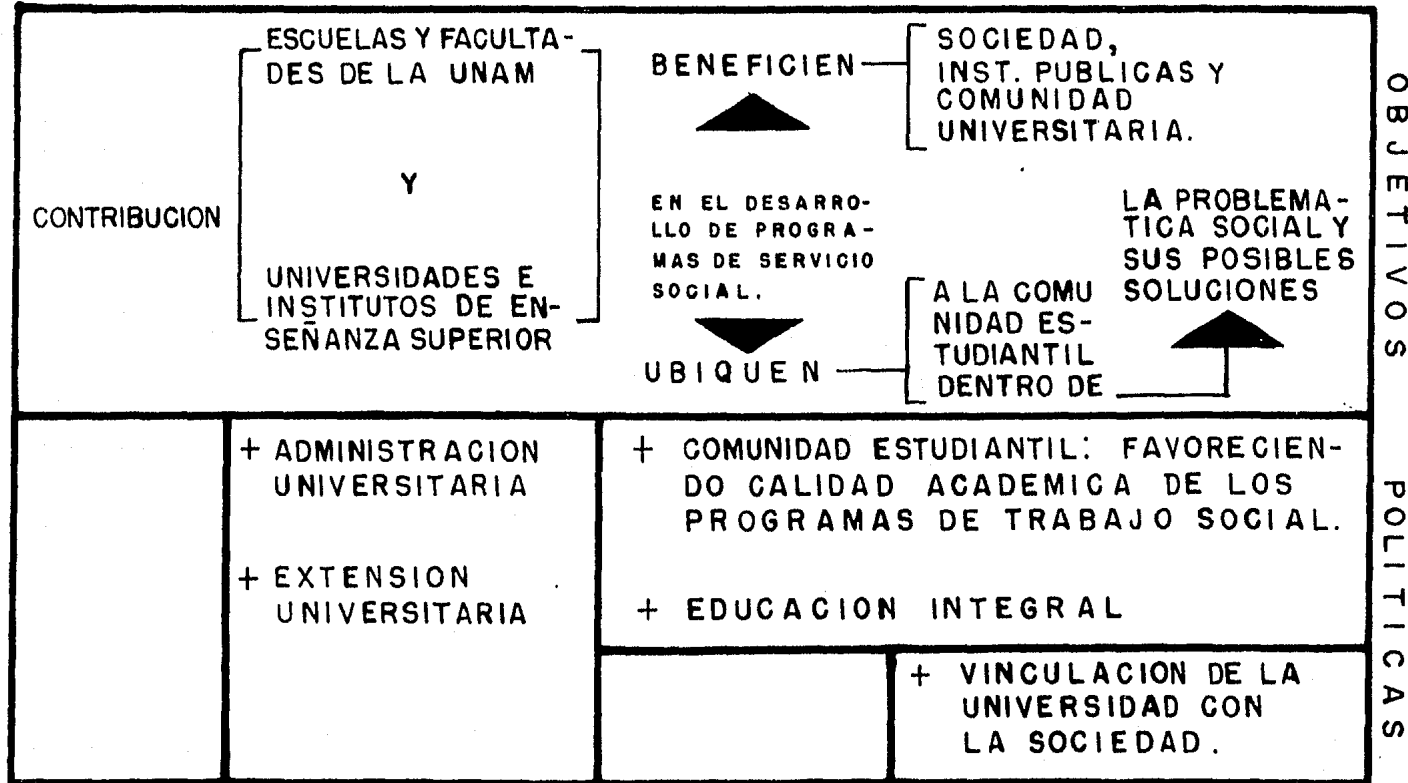 CONTRIBUCION
ESCUELAS Y FACULTA-
DES DE LA UNAM
Y
UNIVERSIDADES E
INSTITUTOS DE EN-
SEÑANZA SUPERIOR
BENEFICIEN
SOCIEDAD,
INST. PUBLICAS Y
COMUNIDAD
UNIVERSITARIA.
EN EL DESARRO-
LLO DE PROGRA-
MAS DE SERVICIO
SOCIAL.
UBIQUEN
A LA COMU
NIDAD ES-
TUDIANTIL
DENTRO DE
LA PROBLEMA-
TICA SOCIAL Y
SUS POSIBLES
SOLUCIONES
OBJETIVOS
+ ADMINISTRACION
UNIVERSITARIA
+ EXTENSION
UNIVERSITARIA
+ COMUNIDAD ESTUDIANTIL: FAVORECIEN-
DO CALIDAD ACADEMICA DE LOS
PROGRAMAS DE TRABAJO SOCIAL.
+ EDUCACION INTEGRAL
+ VINCULACION DE LA
UNIVERSIDAD CON
LA SOCIEDAD.
POLITICAS